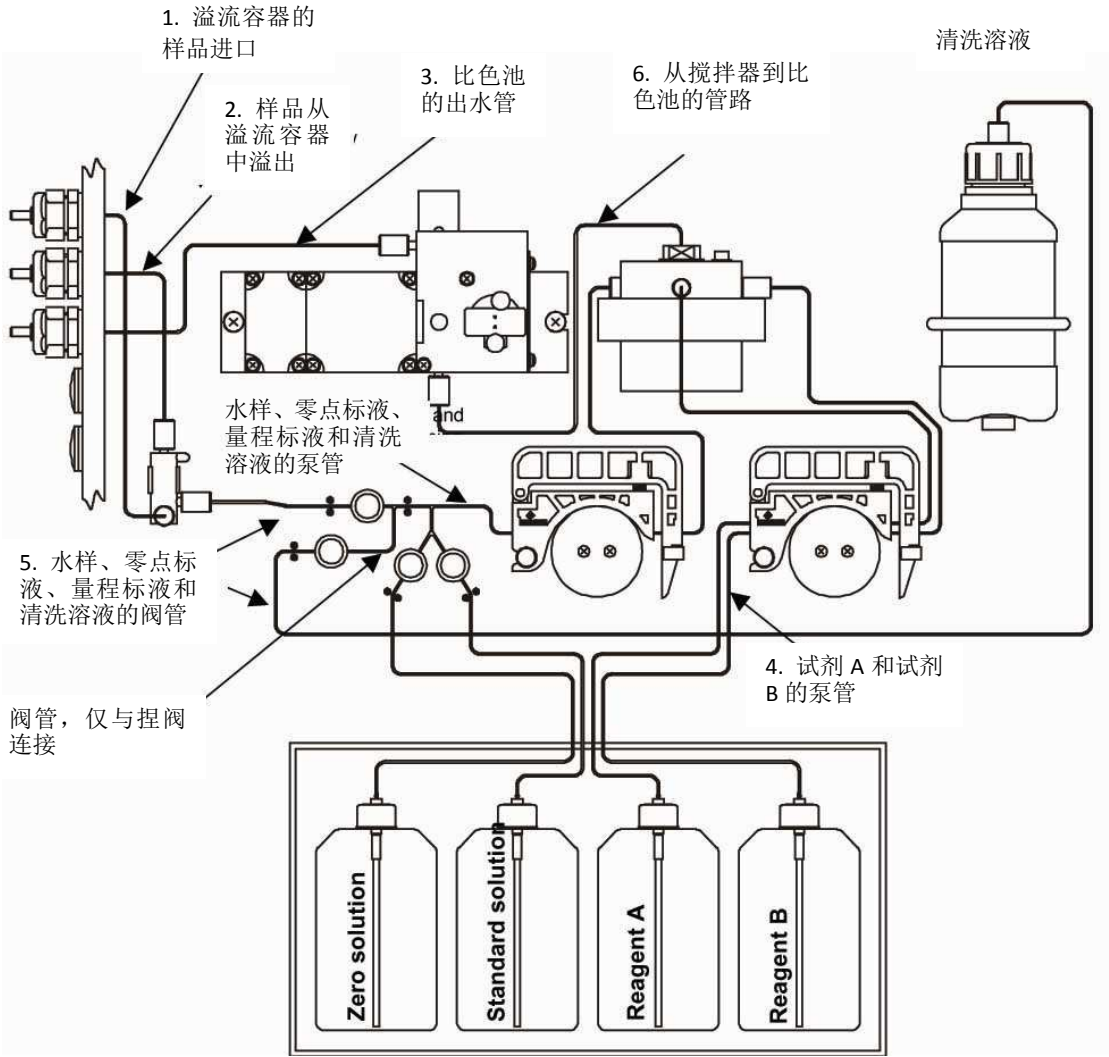 1. 溢流容器的
样品进口
清洗溶液
3. 比色池
的出水管
6. 从搅拌器到比
色池的管路
2. 样品从
溢流容器
中溢出
and
水样、零点标液、
量程标液和清洗
溶液的泵管
5. 水样、零点标
液、量程标液和
清洗溶液的阀管
4. 试剂 A 和试剂
B 的泵管
阀管，仅与捏阀
连接
Zero solution
Standard solution
Reagent A
Reagent B